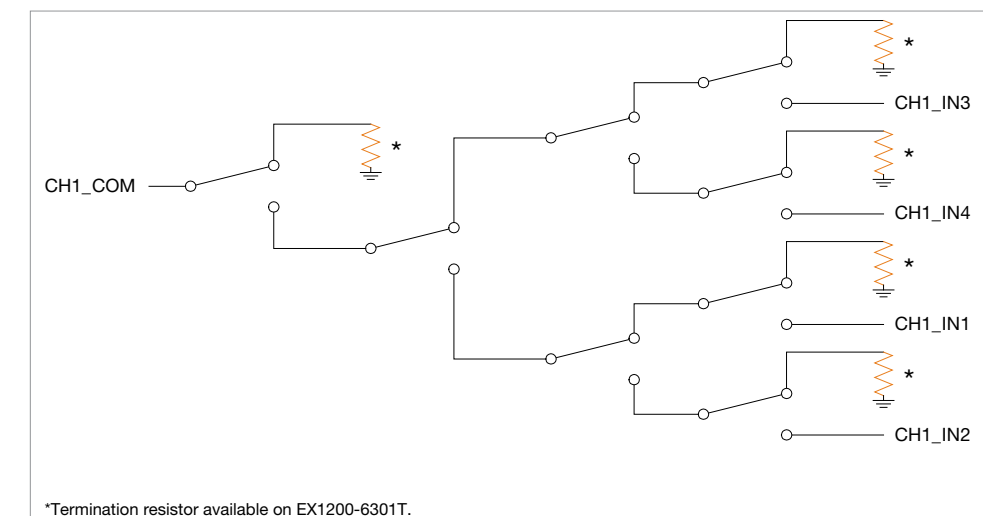 *
CH1_IN3
*
*
CH1_COM
CH1_IN4
*
CH1_IN1
*
CH1_IN2
*Termination resistor available on EX1200-6301T.